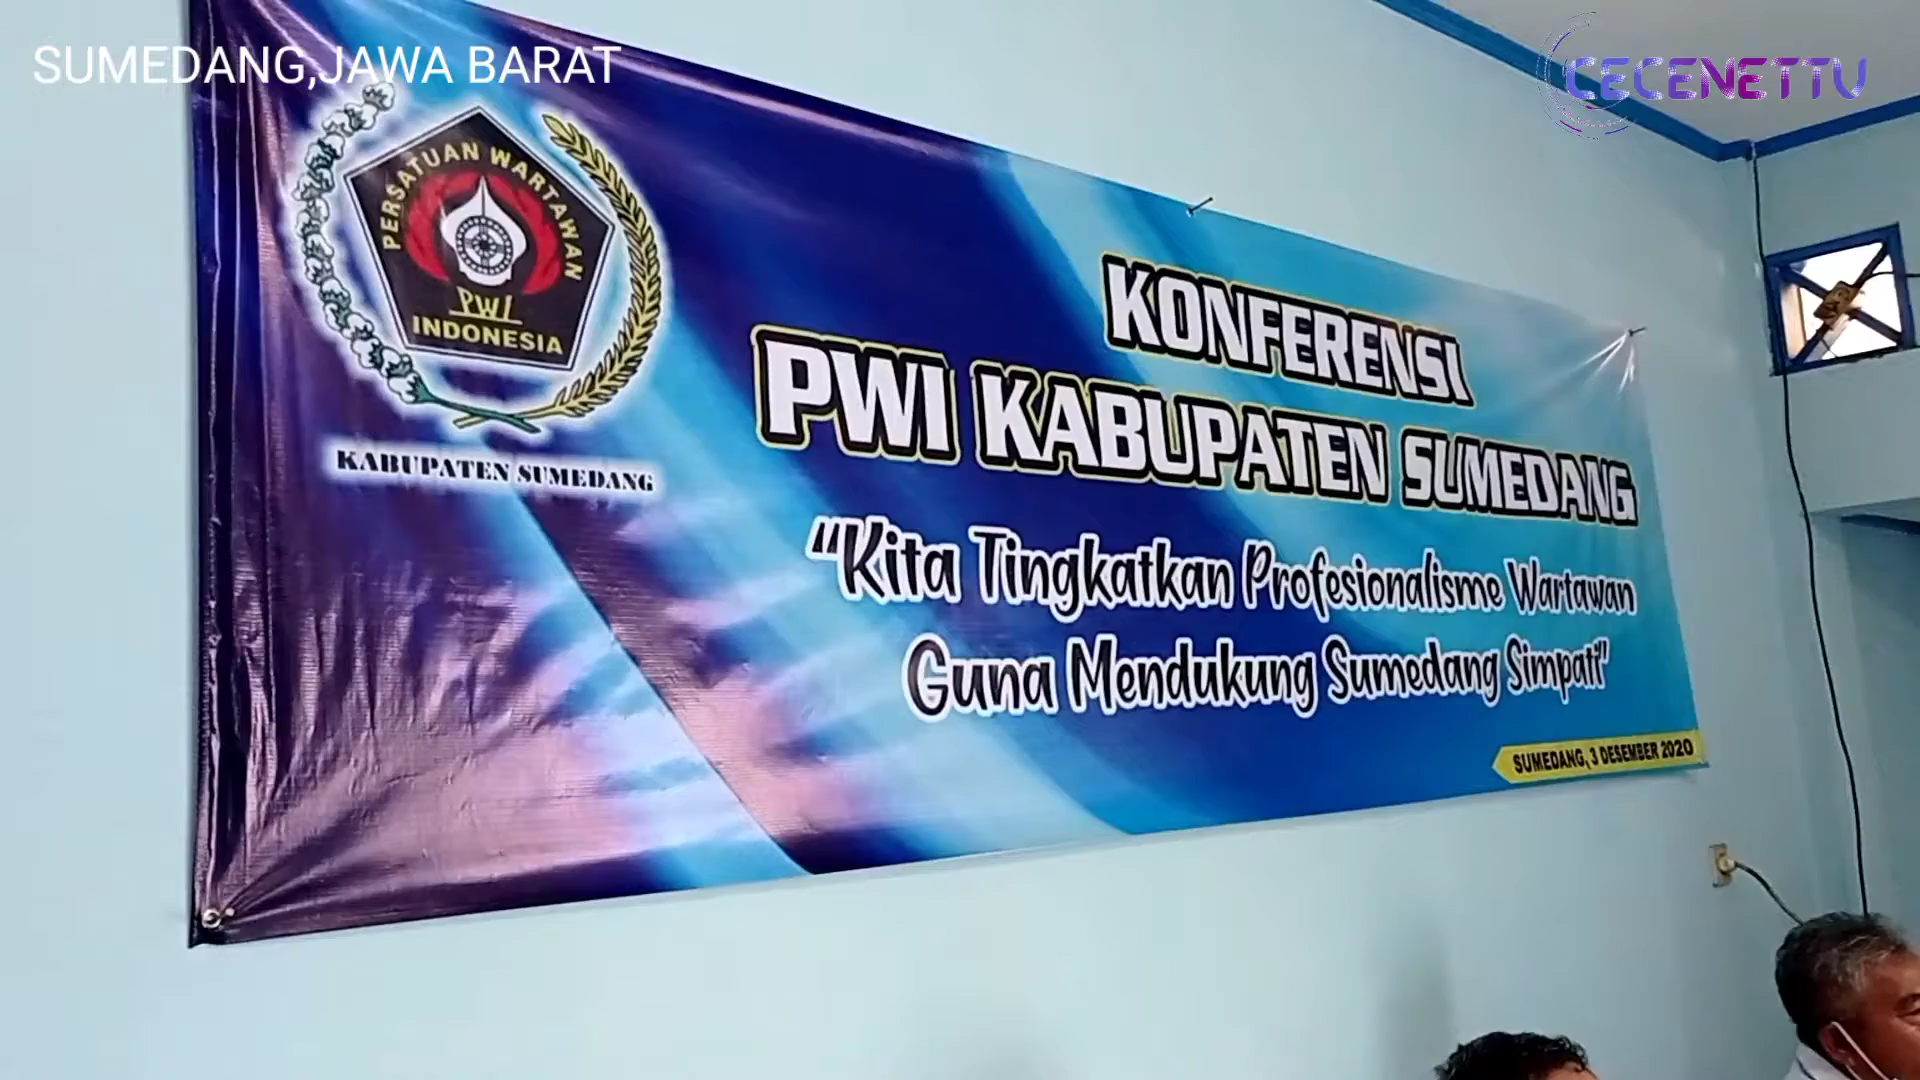 SUMEDANG,JAWA BARAT
CECENETTV
PERSATUAN WARTAWAN
PWI
INDONESIA
KABUPATEN SUMEDANG
KONFERENSI
PWI KABUPATEN SUMEDANG
“Kita Tingkatkan Profesionalisme Wartawan
Guna Mendukung Sumedang Simpati”
SUMEDANG, 3 DESEMBER 2020